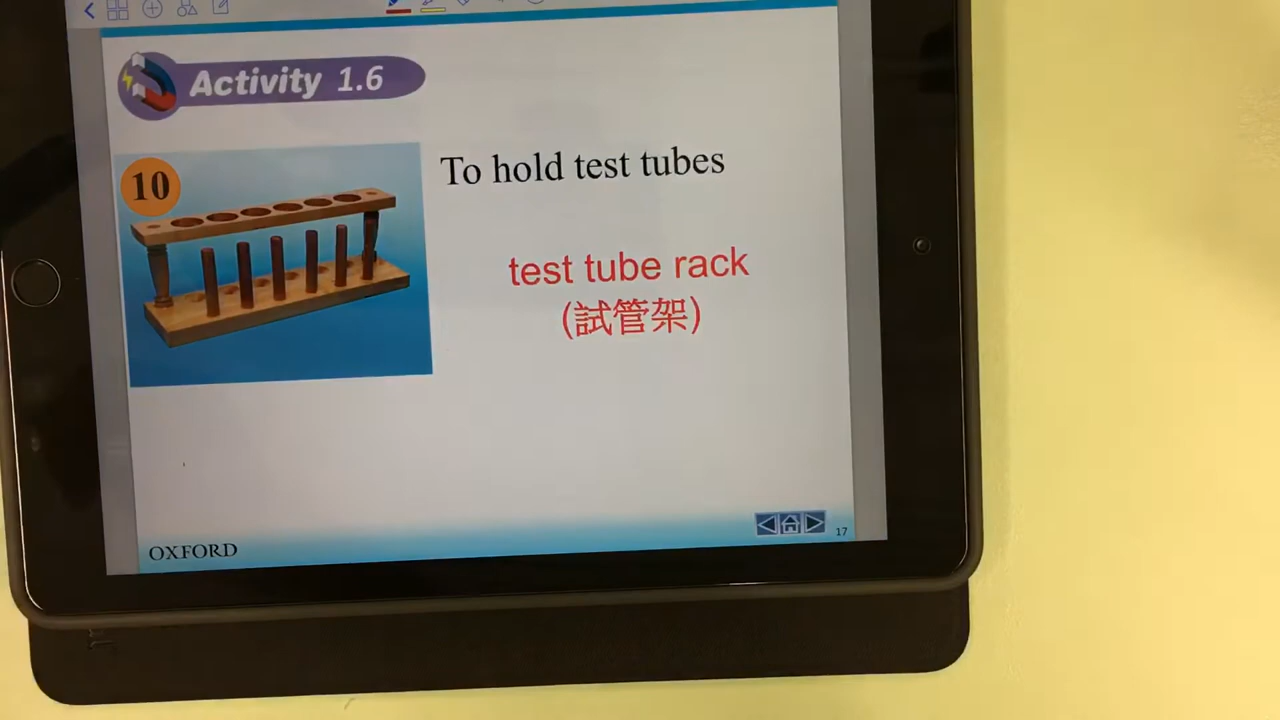 Activity 1.6
10
To hold test tubes
test tube rack
(試管架)
OXFORD
17